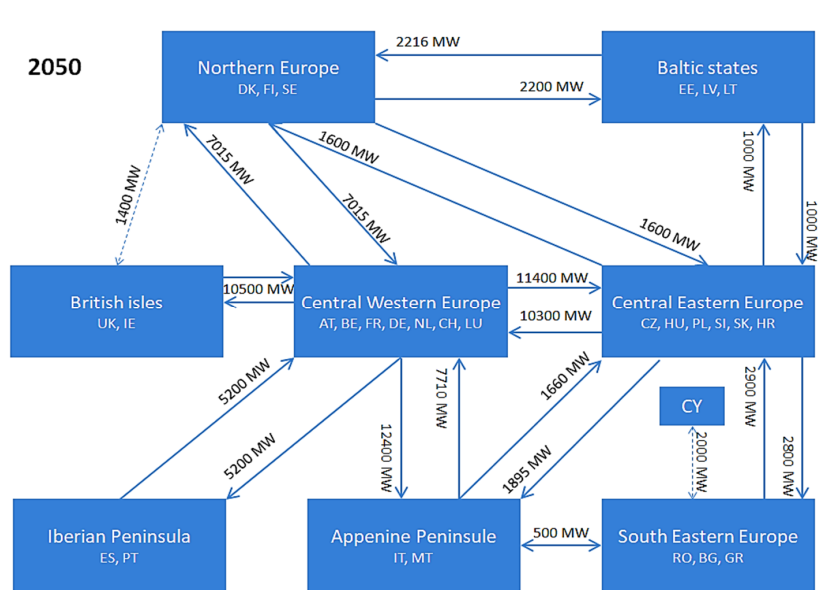 2050
Northern Europe
DK, FI, SE
2216 MW
2200 MW
Baltic states
EE, LV, LT
1400 MW
7015 MW
7015 MW
1600 MW
1600 MW
1000 MW
1000 MW
British isles
UK, IE
10500 MW
Central Western Europe
AT, BE, FR, DE, NL, CH, LU
11400 MW
10300 MW
Central Eastern Europe
CZ, HU, PL, SI, SK, HR
5200 MW
5200 MW
12400 MW
7710 MW
1660 MW
1895 MW
CY
2000 MW
2900 MW
2800 MW
Iberian Peninsula
ES, PT
Appenine Peninsule
IT, MT
500 MW
South Eastern Europe
RO, BG, GR